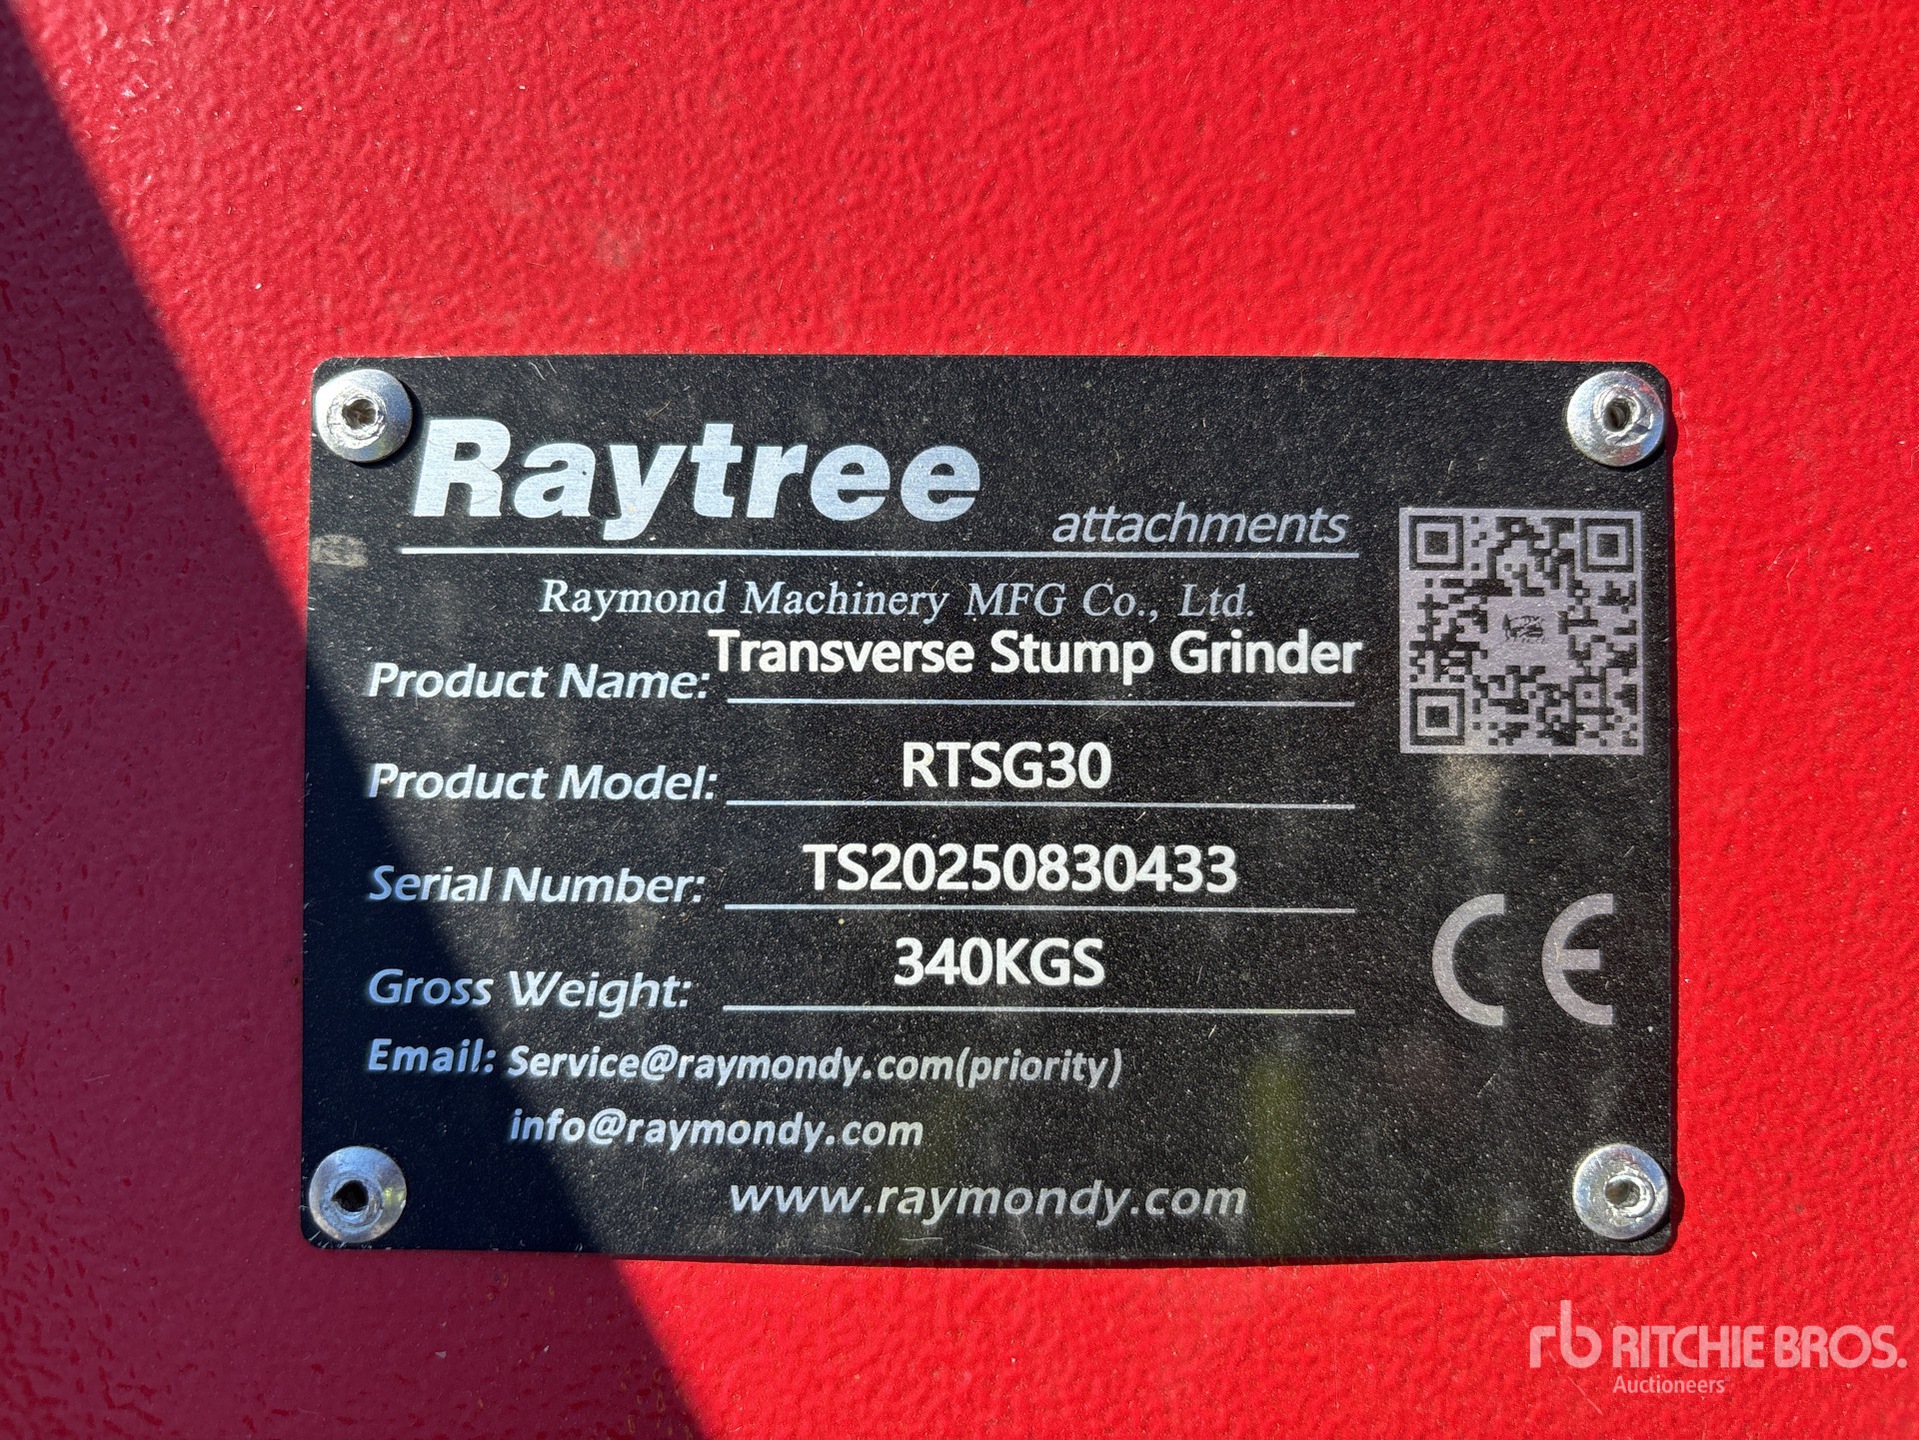 Raytree
attachments
Raymond Machinery MFG Co., Ltd.
Product Name: Transverse Stump Grinder
Product Model: RTSG30
Serial Number: TS20250830433
Gross Weight: 340KGS
Email: Service@raymondy.com(priority)
info@raymondy.com
www.raymondy.com
CE
rb RITCHIE BROS.
Auctioneers